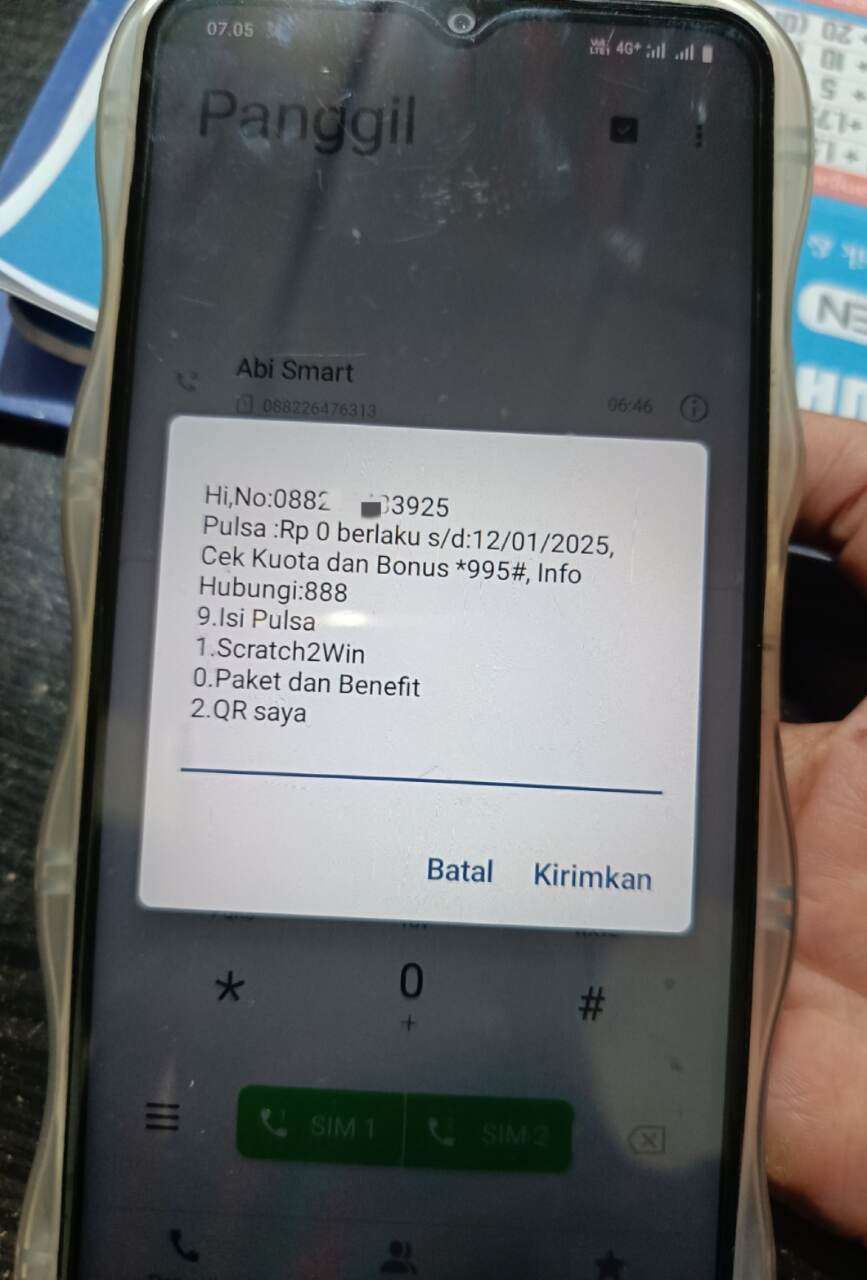 07.05
4G+
Panggil
Abi Smart
088226476313 06:46
Hi,No:0882 33925
Pulsa :Rp 0 berlaku s/d:12/01/2025,
Cek Kuota dan Bonus *995#, Info
Hubungi:888
9.Isi Pulsa
1.Scratch2Win
0.Paket dan Benefit
2.QR saya
Batal Kirimkan
* 0 #
+
SIM 1 SIM 2